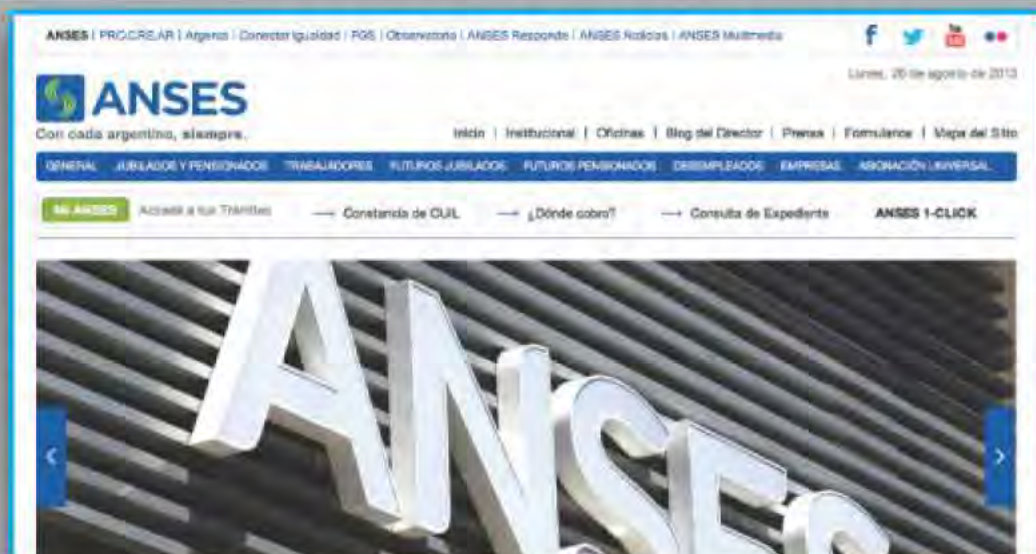 ANSES | PROCREAR | Argenta | Conectar Igualdad | FGS | Observatorio | ANSES Responde | ANSES Noticias | ANSES Multimedia
Lunes, 26 de agosto de 2013
ANSES
Con cada argentino, siempre.
Inicio | Institucional | Oficinas | Blog del Director | Prensa | Formularios | Mapa del Sitio
GENERAL JUBILADOS Y PENSIONADOS TRABAJADORES FUTUROS JUBILADOS FUTUROS PENSIONADOS DESEMPLEADOS EMPRESAS ASIGNACIÓN UNIVERSAL
MI ANSES Accedé a tus Trámites → Constancia de CUIL → ¿Dónde cobro? → Consulta de Expediente ANSES 1-CLICK
ANSES